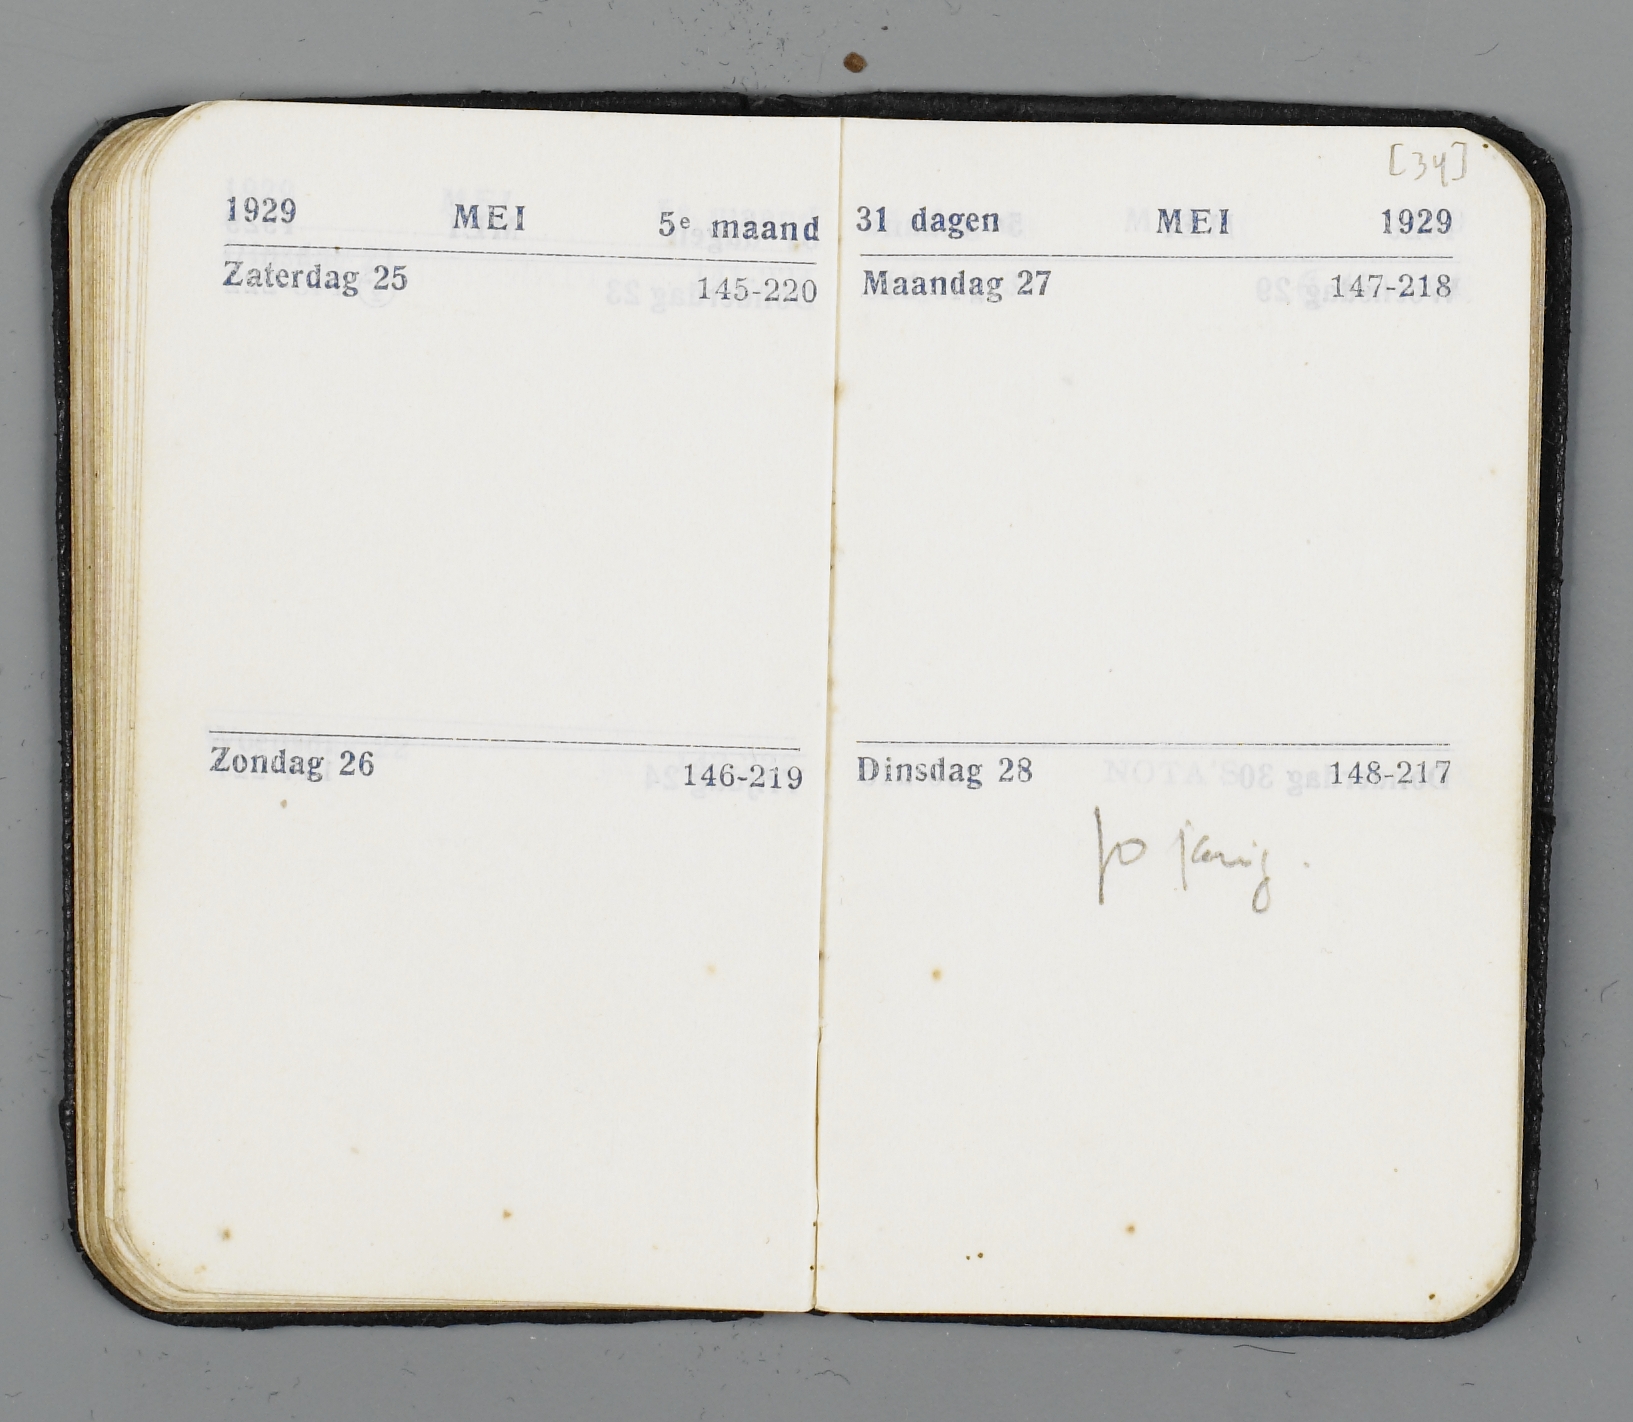 1929 MEI 5e maand
Zaterdag 25 145-220
Zondag 26 146-219
[34]
31 dagen MEI 1929
Maandag 27 147-218
Dinsdag 28 148-217
jarig.